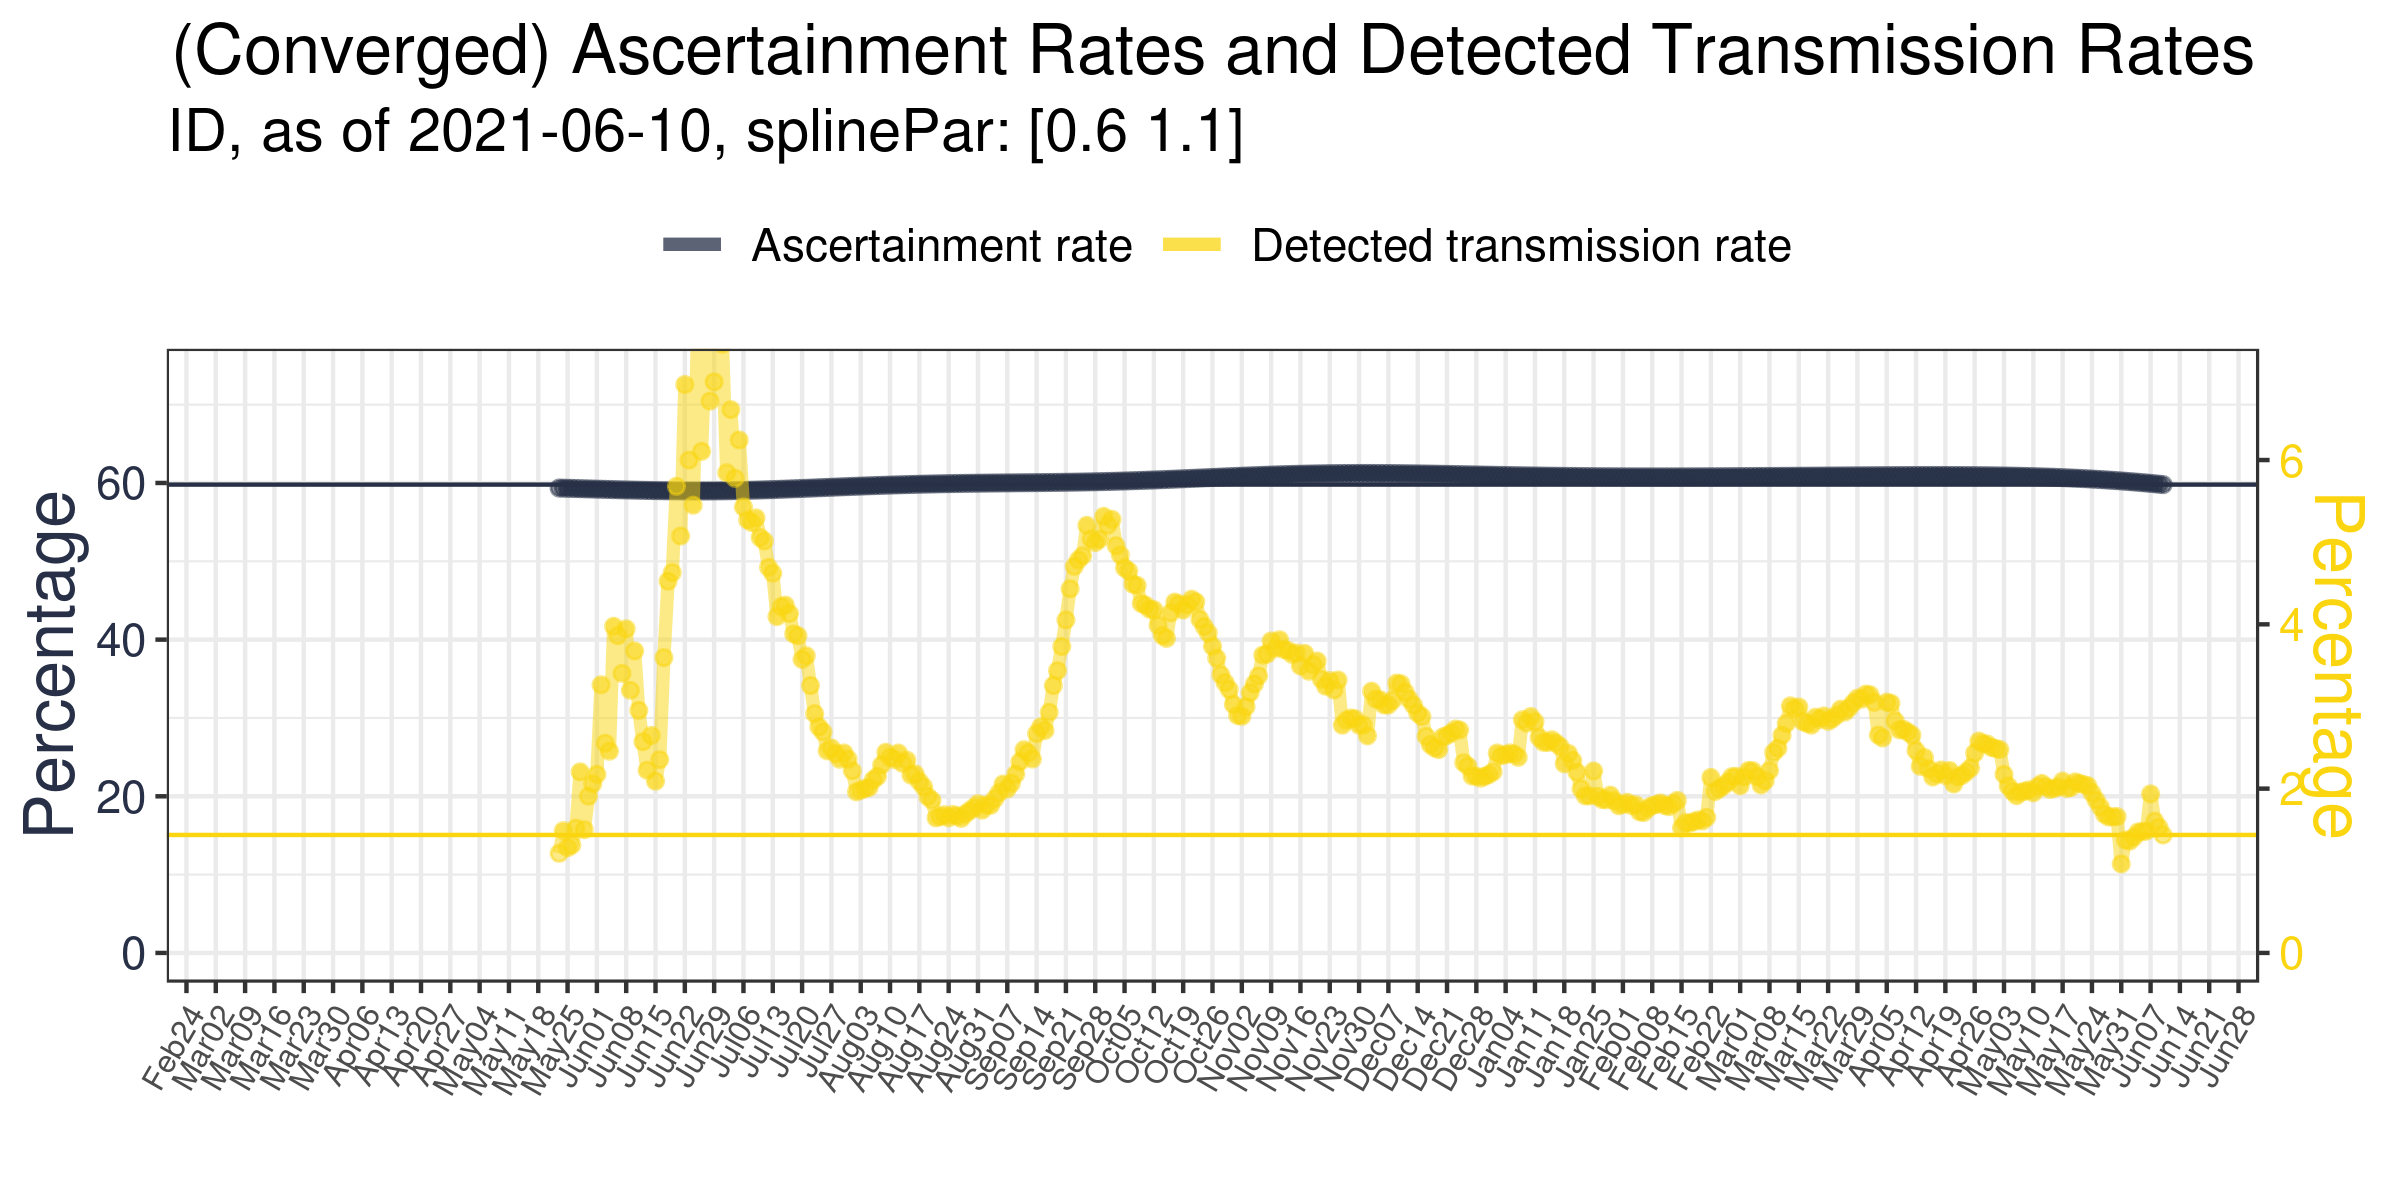 (Converged) Ascertainment Rates and Detected Transmission Rates
ID, as of 2021-06-10, splinePar: [0.6 1.1]
Ascertainment rate Detected transmission rate
Percentage
60
40
20
0
6
4
2
0
Percentage
Feb24 Mar02 Mar09 Mar16 Mar23 Mar30 Apr06 Apr13 Apr20 Apr27 May04 May11 May18 May25 Jun01 Jun08 Jun15 Jun22 Jun29 Jul06 Jul13 Jul20 Jul27 Aug03 Aug10 Aug17 Aug24 Aug31 Sep07 Sep14 Sep21 Sep28 Oct05 Oct12 Oct19 Oct26 Nov02 Nov09 Nov16 Nov23 Nov30 Dec07 Dec14 Dec21 Dec28 Jan04 Jan11 Jan18 Jan25 Feb01 Feb08 Feb15 Feb22 Mar01 Mar08 Mar15 Mar22 Mar29 Apr05 Apr12 Apr19 Apr26 May03 May10 May17 May24 May31 Jun07 Jun14 Jun21 Jun28